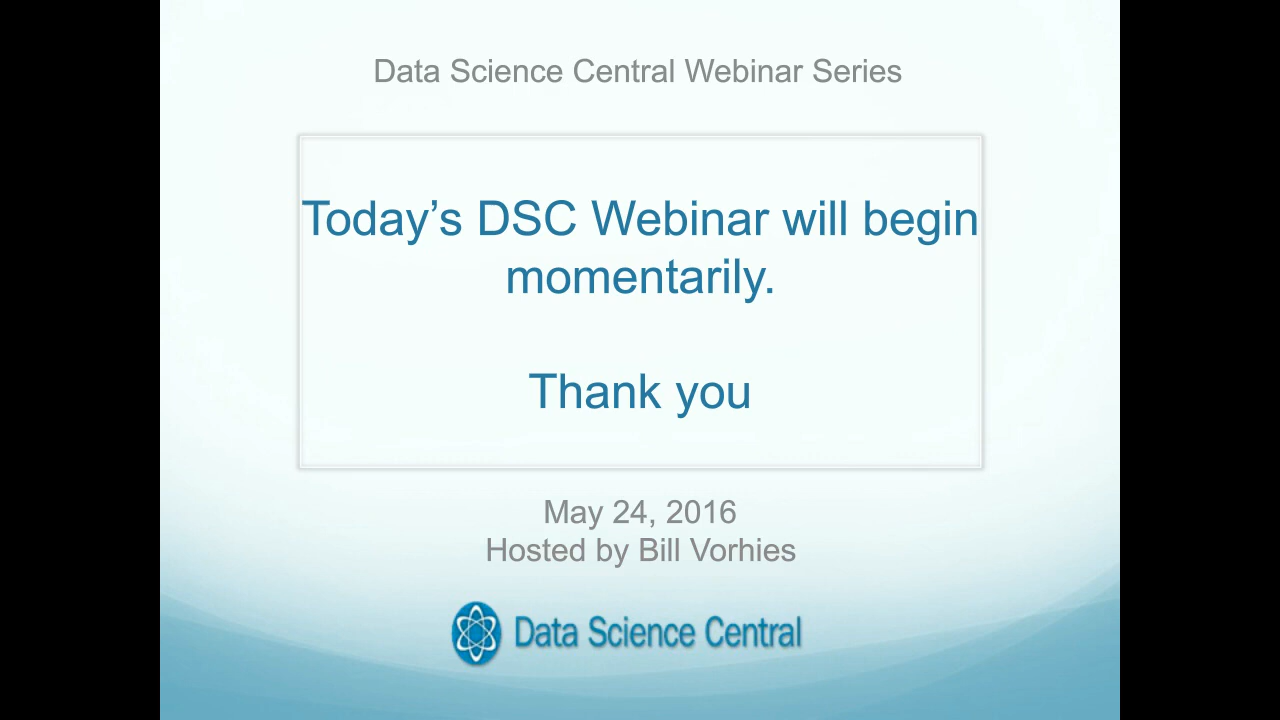 Data Science Central Webinar Series
Today’s DSC Webinar will begin
momentarily.
Thank you
May 24, 2016
Hosted by Bill Vorhies
Data Science Central